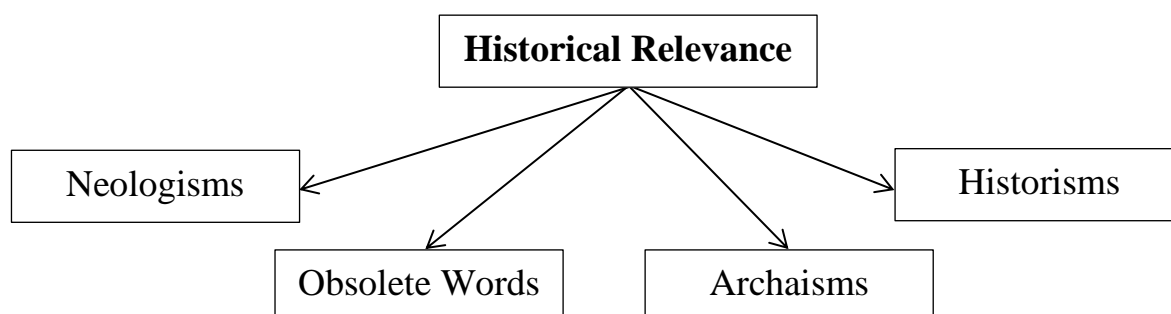 Historical Relevance
Neologisms
Historisms
Obsolete Words
Archaisms